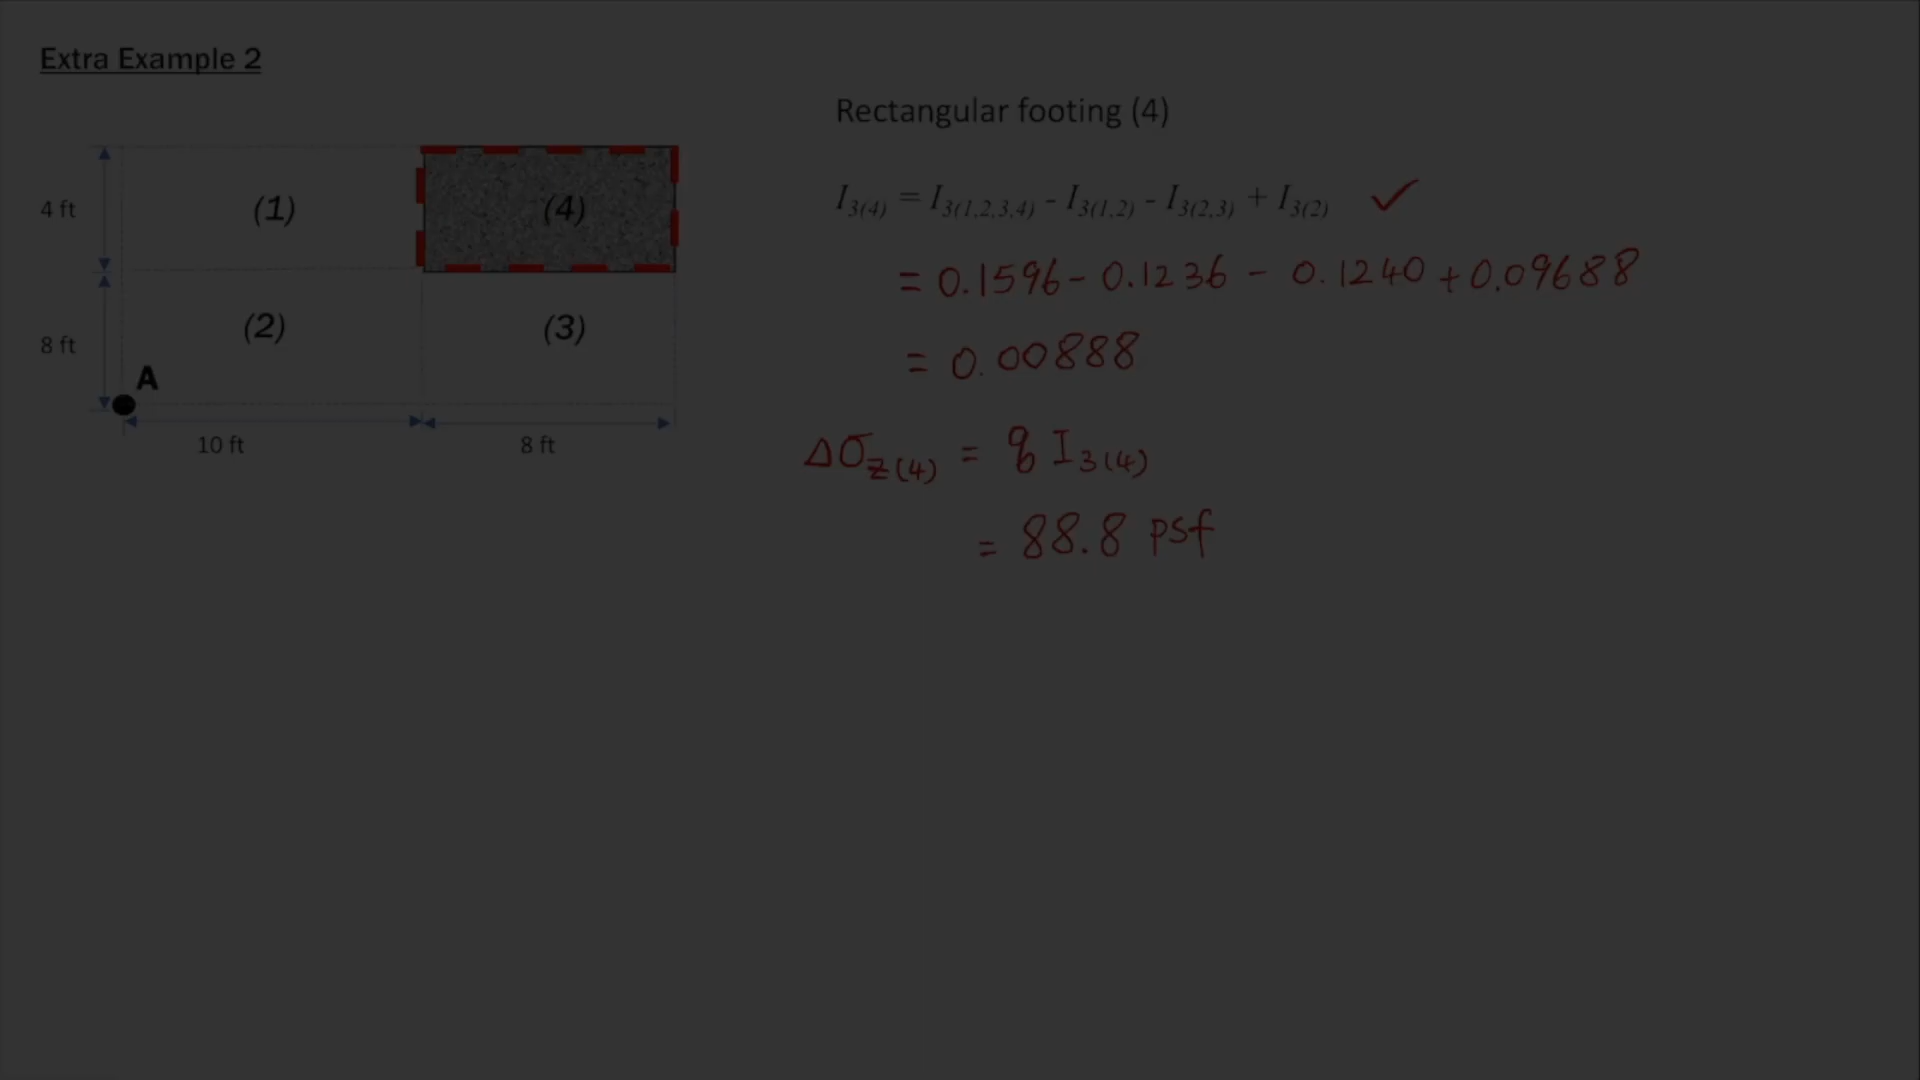 Extra Example 2
Rectangular footing (4)
4 ft
(1)
(4)
I3(4) = I3(1,2,3,4) - I3(1,2) - I3(2,3) + I3(2) ✓
= 0.1596 - 0.1236 - 0.1240 + 0.09688
8 ft
(2)
(3)
= 0.00888
A
10 ft
8 ft
Δσz(4) = q I3(4)
= 88.8 psf